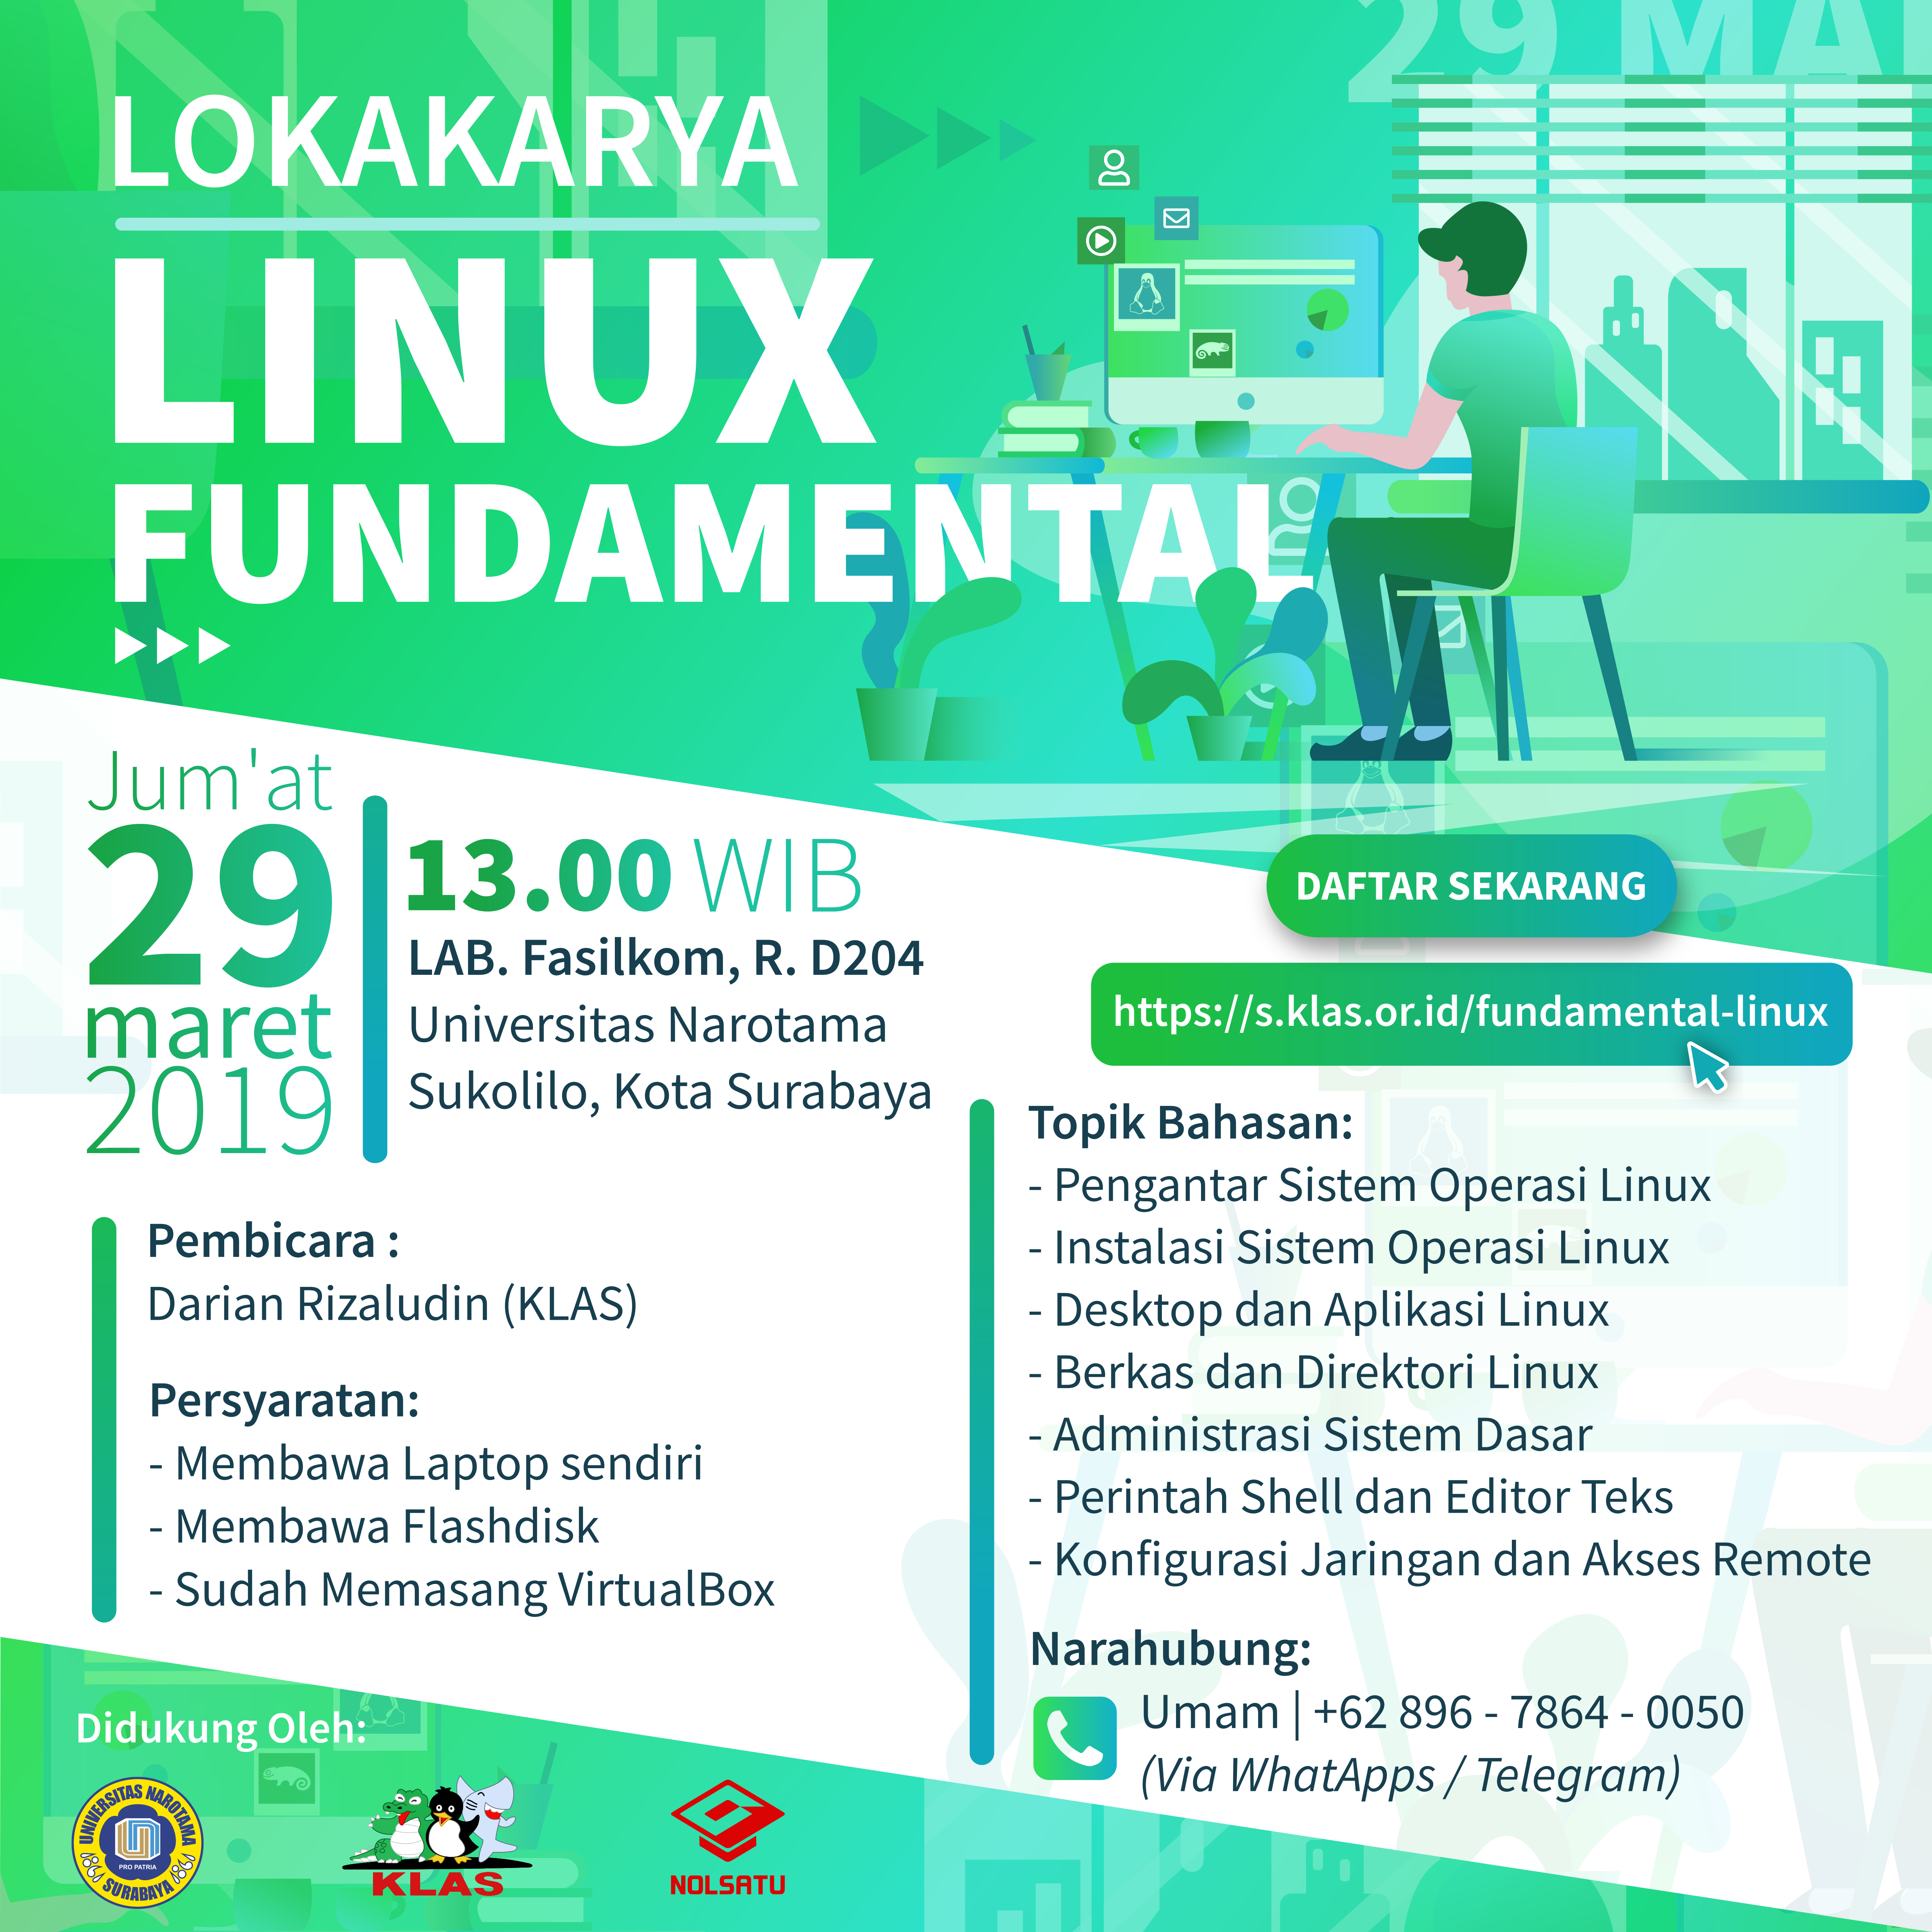 29 MA
LOKAKARYA
LINUX
FUNDAMENTAL
Jum'at
29
maret
2019
13.00 WIB
LAB. Fasilkom, R. D204
Universitas Narotama
Sukolilo, Kota Surabaya
DAFTAR SEKARANG
https://s.klas.or.id/fundamental-linux
Pembicara :
Darian Rizaludin (KLAS)
Persyaratan:
- Membawa Laptop sendiri
- Membawa Flashdisk
- Sudah Memasang VirtualBox
Topik Bahasan:
- Pengantar Sistem Operasi Linux
- Instalasi Sistem Operasi Linux
- Desktop dan Aplikasi Linux
- Berkas dan Direktori Linux
- Administrasi Sistem Dasar
- Perintah Shell dan Editor Teks
- Konfigurasi Jaringan dan Akses Remote
Narahubung:
Umam | +62 896 - 7864 - 0050
(Via WhatApps / Telegram)
Didukung Oleh:
UNIVERSITAS NAROTAMA
PRO PATRIA
SURABAYA
KLAS
NOLSATU